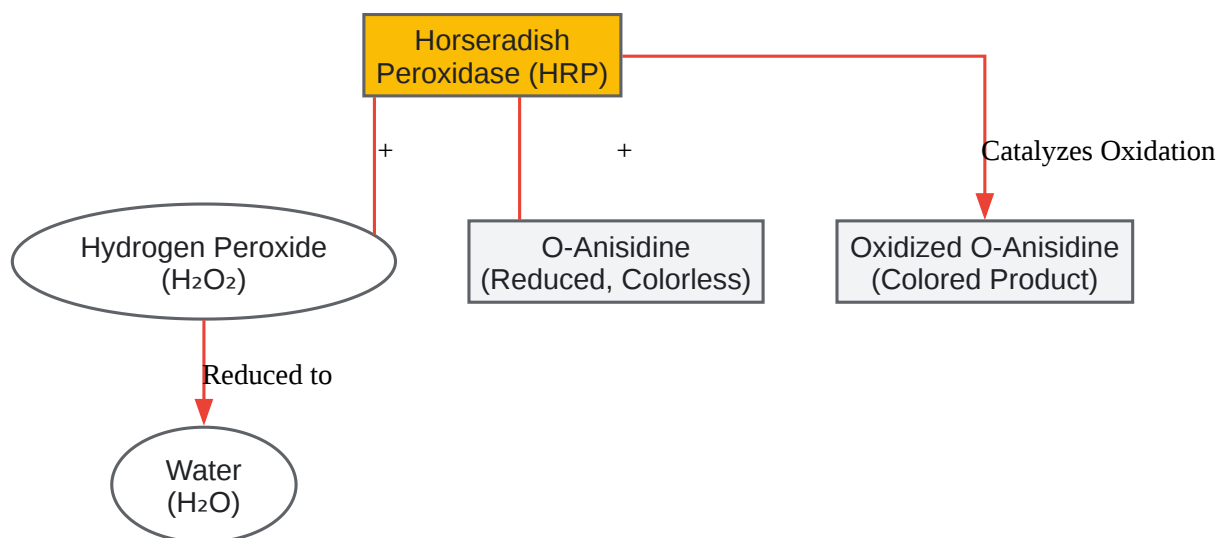 Horseradish
Peroxidase (HRP)
+
+
Catalyzes Oxidation
Hydrogen Peroxide
(H₂O₂)
O-Anisidine
(Reduced, Colorless)
Oxidized O-Anisidine
(Colored Product)
Reduced to
Water
(H₂O)